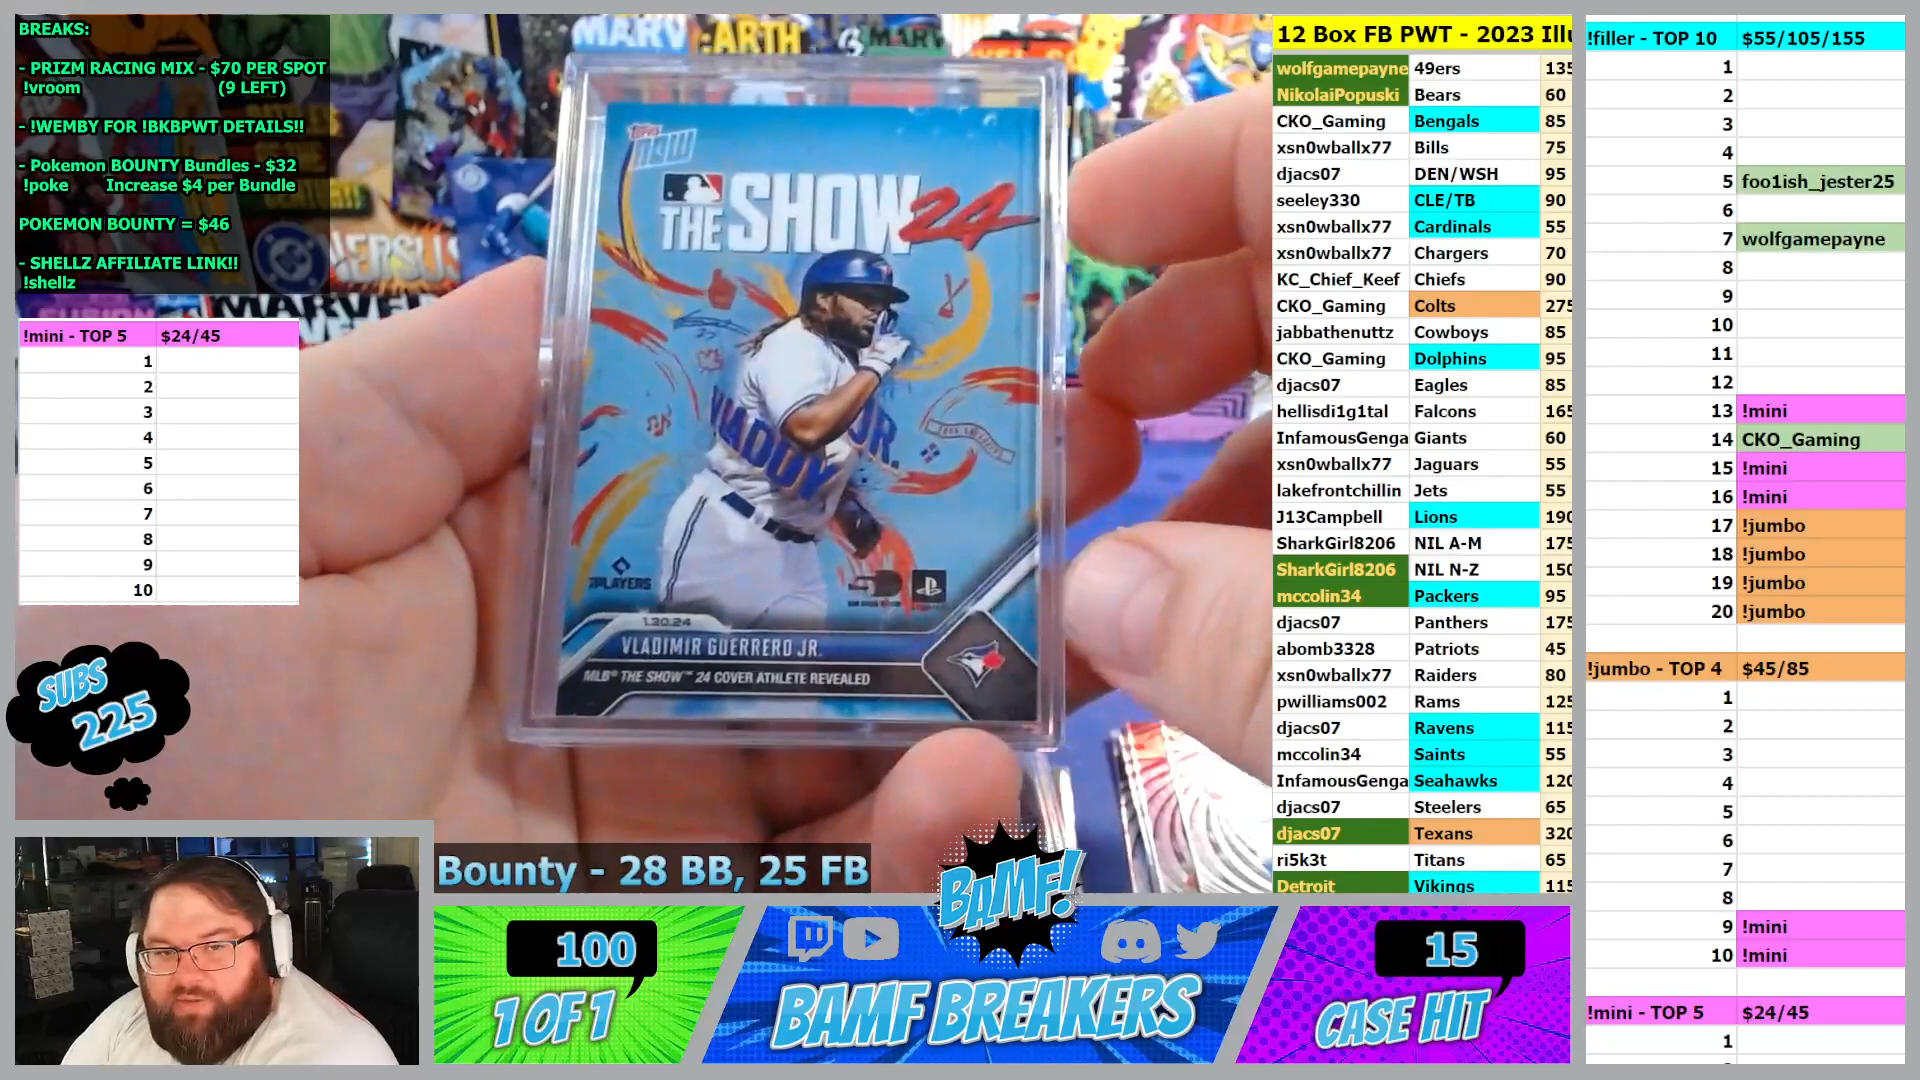 BREAKS:
- PRIZM RACING MIX - $70 PER SPOT
!vroom (9 LEFT)
- !WEMBY FOR !BKBPWT DETAILS!!
- Pokemon BOUNTY Bundles - $32
!poke Increase $4 per Bundle
POKEMON BOUNTY = $46
- SHELLZ AFFILIATE LINK!!
!shellz
!mini - TOP 5 $24/45
1
2
3
4
5
6
7
8
9
10
SUBS
225
MARV
EARTH
MARV
VERSUS
MARVEL
TOPPS
NOW
THE SHOW 24
VLADDY JR.
PLAYERS
1.30.24
VLADIMIR GUERRERO JR.
MLB® THE SHOW™ 24 COVER ATHLETE REVEALED
Bounty - 28 BB, 25 FB
BAMF!
100
1 OF 1
BAMF BREAKERS
15
CASE HIT
12 Box FB PWT - 2023 Illu
wolfgamepayne 49ers 135
NikolaiPopuski Bears 60
CKO_Gaming Bengals 85
xsn0wballx77 Bills 75
djacs07 DEN/WSH 95
seeley330 CLE/TB 90
xsn0wballx77 Cardinals 55
xsn0wballx77 Chargers 70
KC_Chief_Keef Chiefs 90
CKO_Gaming Colts 275
jabbathenuttz Cowboys 85
CKO_Gaming Dolphins 95
djacs07 Eagles 85
hellisdi1g1tal Falcons 165
InfamousGenga Giants 60
xsn0wballx77 Jaguars 55
lakefrontchillin Jets 55
J13Campbell Lions 190
SharkGirl8206 NIL A-M 175
SharkGirl8206 NIL N-Z 150
mccolin34 Packers 95
djacs07 Panthers 175
abomb3328 Patriots 45
xsn0wballx77 Raiders 80
pwilliams002 Rams 125
djacs07 Ravens 115
mccolin34 Saints 55
InfamousGenga Seahawks 120
djacs07 Steelers 65
djacs07 Texans 320
ri5k3t Titans 65
Detroit Vikings 115
!filler - TOP 10 $55/105/155
1
2
3
4
5 foo1ish_jester25
6
7 wolfgamepayne
8
9
10
11
12
13 !mini
14 CKO_Gaming
15 !mini
16 !mini
17 !jumbo
18 !jumbo
19 !jumbo
20 !jumbo
!jumbo - TOP 4 $45/85
1
2
3
4
5
6
7
8
9 !mini
10 !mini
!mini - TOP 5 $24/45
1